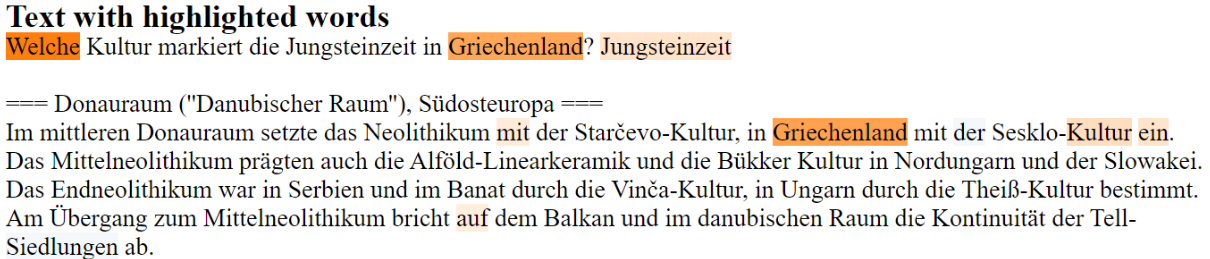 Text with highlighted words
Welche Kultur markiert die Jungsteinzeit in Griechenland? Jungsteinzeit
=== Donauraum ("Danubischer Raum"), Südosteuropa ===
Im mittleren Donauraum setzte das Neolithikum mit der Starčevo-Kultur, in Griechenland mit der Sesklo-Kultur ein.
Das Mittelneolithikum prägten auch die Alföld-Linearkeramik und die Bükker Kultur in Nordungarn und der Slowakei.
Das Endneolithikum war in Serbien und im Banat durch die Vinča-Kultur, in Ungarn durch die Theiß-Kultur bestimmt.
Am Übergang zum Mittelneolithikum bricht auf dem Balkan und im danubischen Raum die Kontinuität der Tell-
Siedlungen ab.